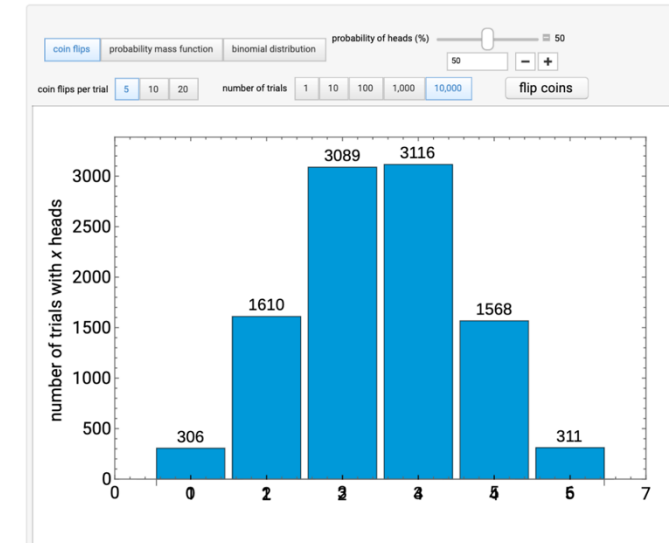 probability of heads (%) 50
coin flips probability mass function binomial distribution
50 − +
coin flips per trial 5 10 20 number of trials 1 10 100 1,000 10,000 flip coins
number of trials with x heads
3089 3116
3000
2500
2000
1610 1568
1500
1000
500
306 311
0
0 7